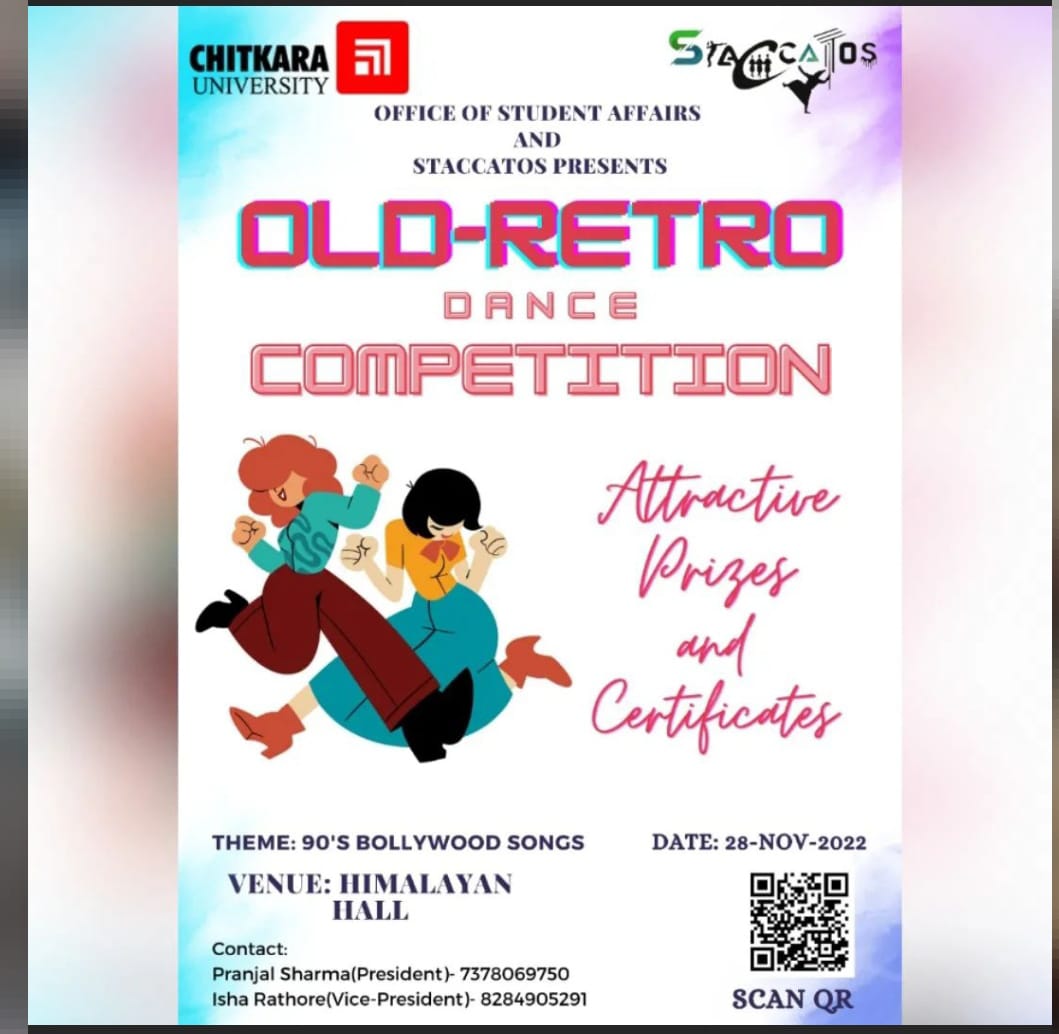 CHITKARA
UNIVERSITY
STACCATOS
OFFICE OF STUDENT AFFAIRS
AND
STACCATOS PRESENTS
OLD-RETRO
DANCE
COMPETITION
Attractive
Prizes
and
Certificates
THEME: 90'S BOLLYWOOD SONGS
DATE: 28-NOV-2022
VENUE: HIMALAYAN
HALL
Contact:
Pranjal Sharma(President)- 7378069750
Isha Rathore(Vice-President)- 8284905291
SCAN QR